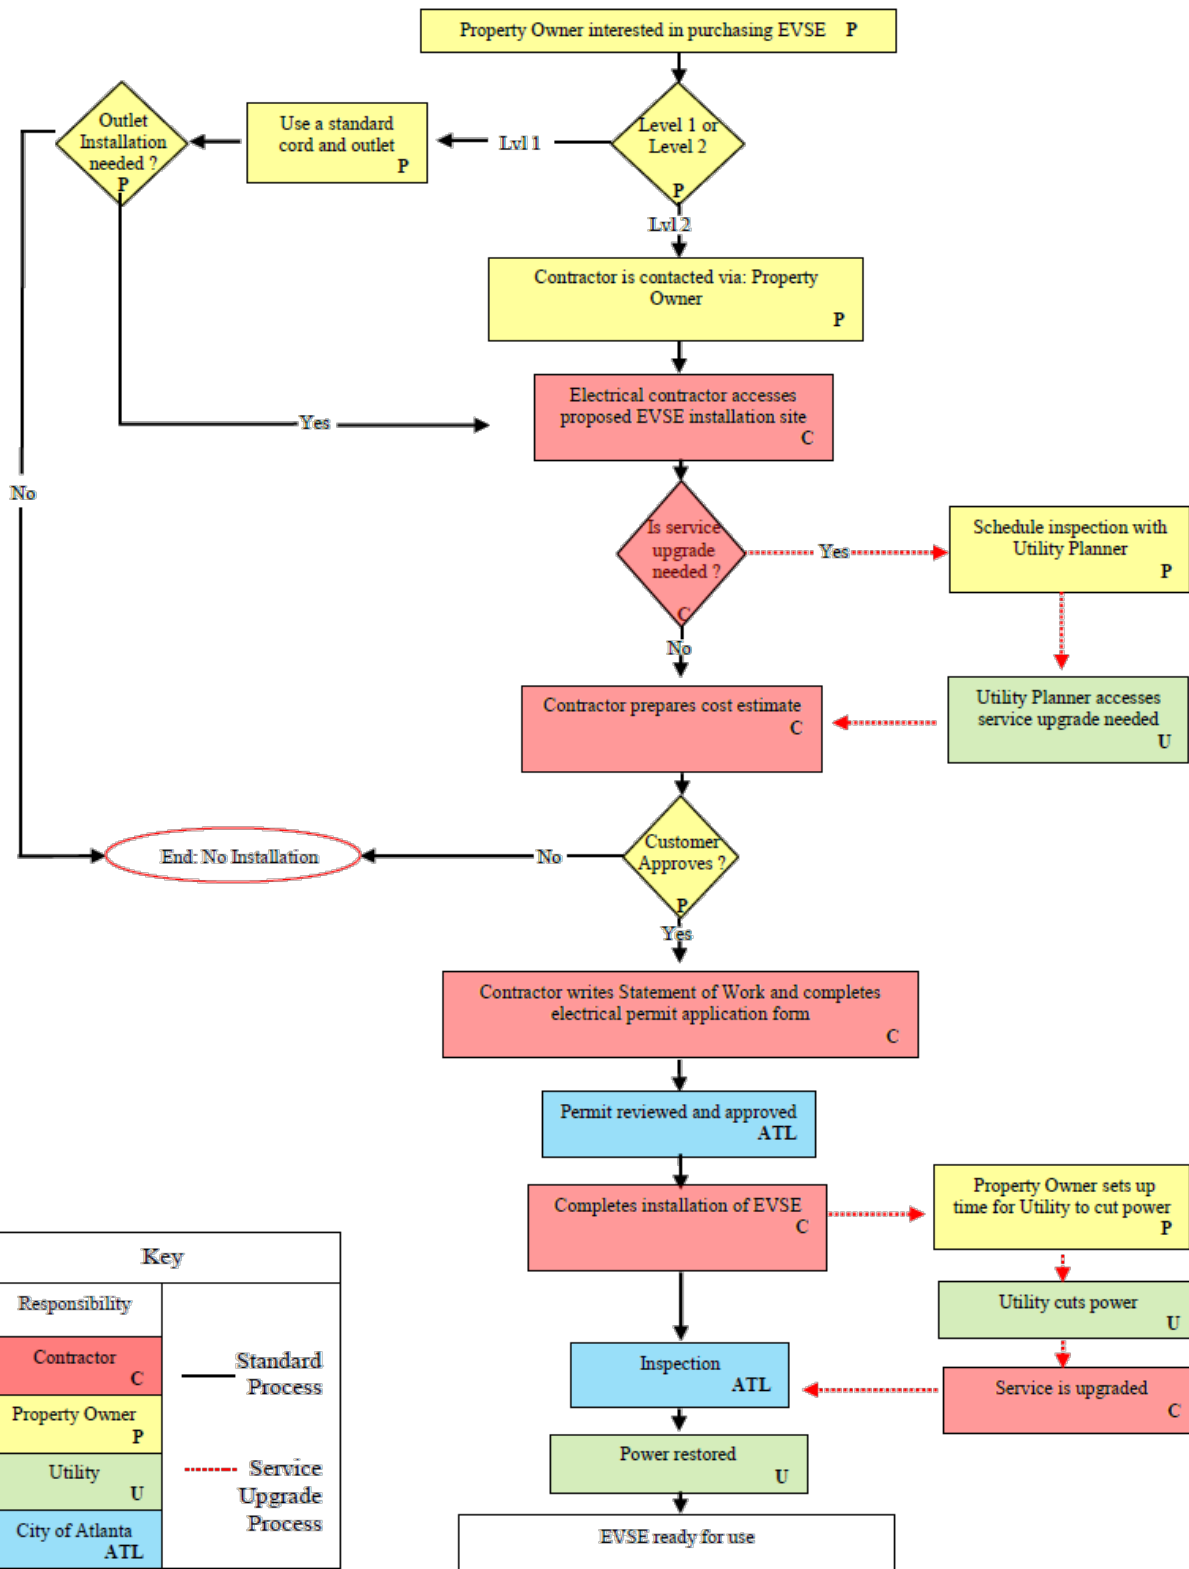 Property Owner interested in purchasing EVSE P
Outlet
Installation
needed ?
P
Use a standard
cord and outlet
P
Lvl 1
Level 1 or
Level 2
P
Lvl 2
Contractor is contacted via: Property
Owner
P
Electrical contractor accesses
proposed EVSE installation site
C
Yes
No
Is service
upgrade
needed ?
C
Yes
Schedule inspection with
Utility Planner
P
No
Contractor prepares cost estimate
C
Utility Planner accesses
service upgrade needed
U
Customer
Approves ?
P
No
End: No Installation
Yes
Contractor writes Statement of Work and completes
electrical permit application form
C
Permit reviewed and approved
ATL
Completes installation of EVSE
C
Property Owner sets up
time for Utility to cut power
P
Utility cuts power
U
Inspection
ATL
Service is upgraded
C
Power restored
U
EVSE ready for use
Key
Responsibility
Contractor
C
Property Owner
P
Utility
U
City of Atlanta
ATL
Standard
Process
Service
Upgrade
Process